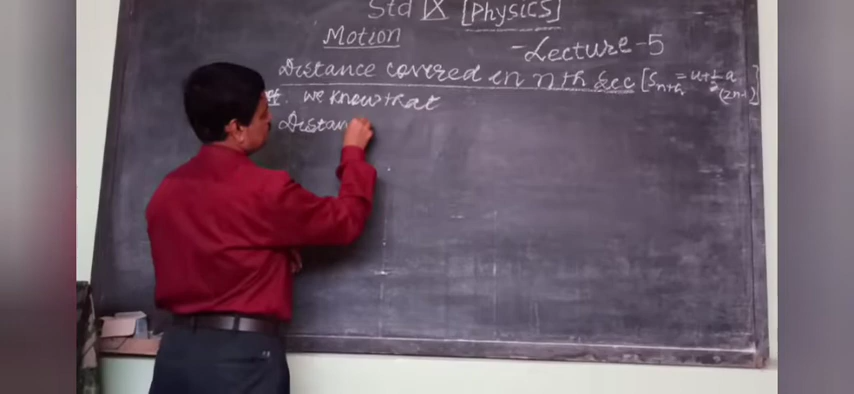 Std IX [Physics]
Motion
-Lecture-5
Distance covered in nth sec [Snth = u+1/2 a (2n-1)]
we know that
Distan